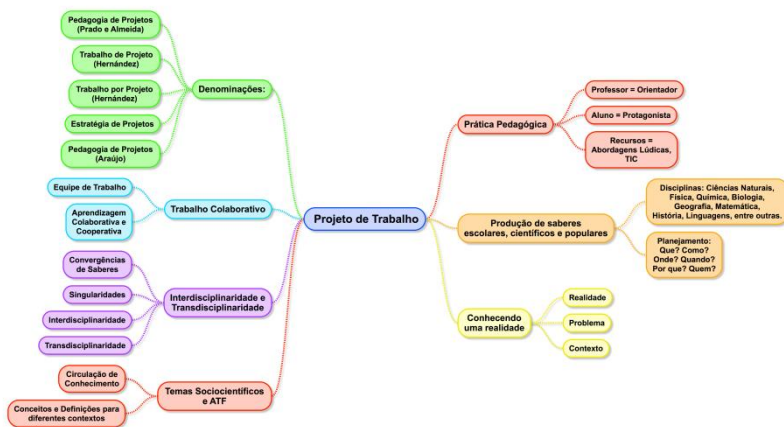 Projeto de Trabalho
Denominações:
Pedagogia de Projetos
(Prado e Almeida)
Trabalho de Projeto
(Hernández)
Trabalho por Projeto
(Hernández)
Estratégia de Projetos
Pedagogia de Projetos
(Araújo)
Trabalho Colaborativo
Equipe de Trabalho
Aprendizagem
Colaborativa e
Cooperativa
Interdisciplinaridade e
Transdisciplinaridade
Convergências
de Saberes
Singularidades
Interdisciplinaridade
Transdisciplinaridade
Temas Sociocientíficos
e ATF
Circulação de
Conhecimento
Conceitos e Definições para
diferentes contextos
Prática Pedagógica
Professor = Orientador
Aluno = Protagonista
Recursos =
Abordagens Lúdicas,
TIC
Produção de saberes
escolares, científicos e populares
Disciplinas: Ciências Naturais,
Física, Química, Biologia,
Geografia, Matemática,
História, Linguagens, entre outras.
Planejamento:
Que? Como?
Onde? Quando?
Por que? Quem?
Conhecendo
uma realidade
Realidade
Problema
Contexto